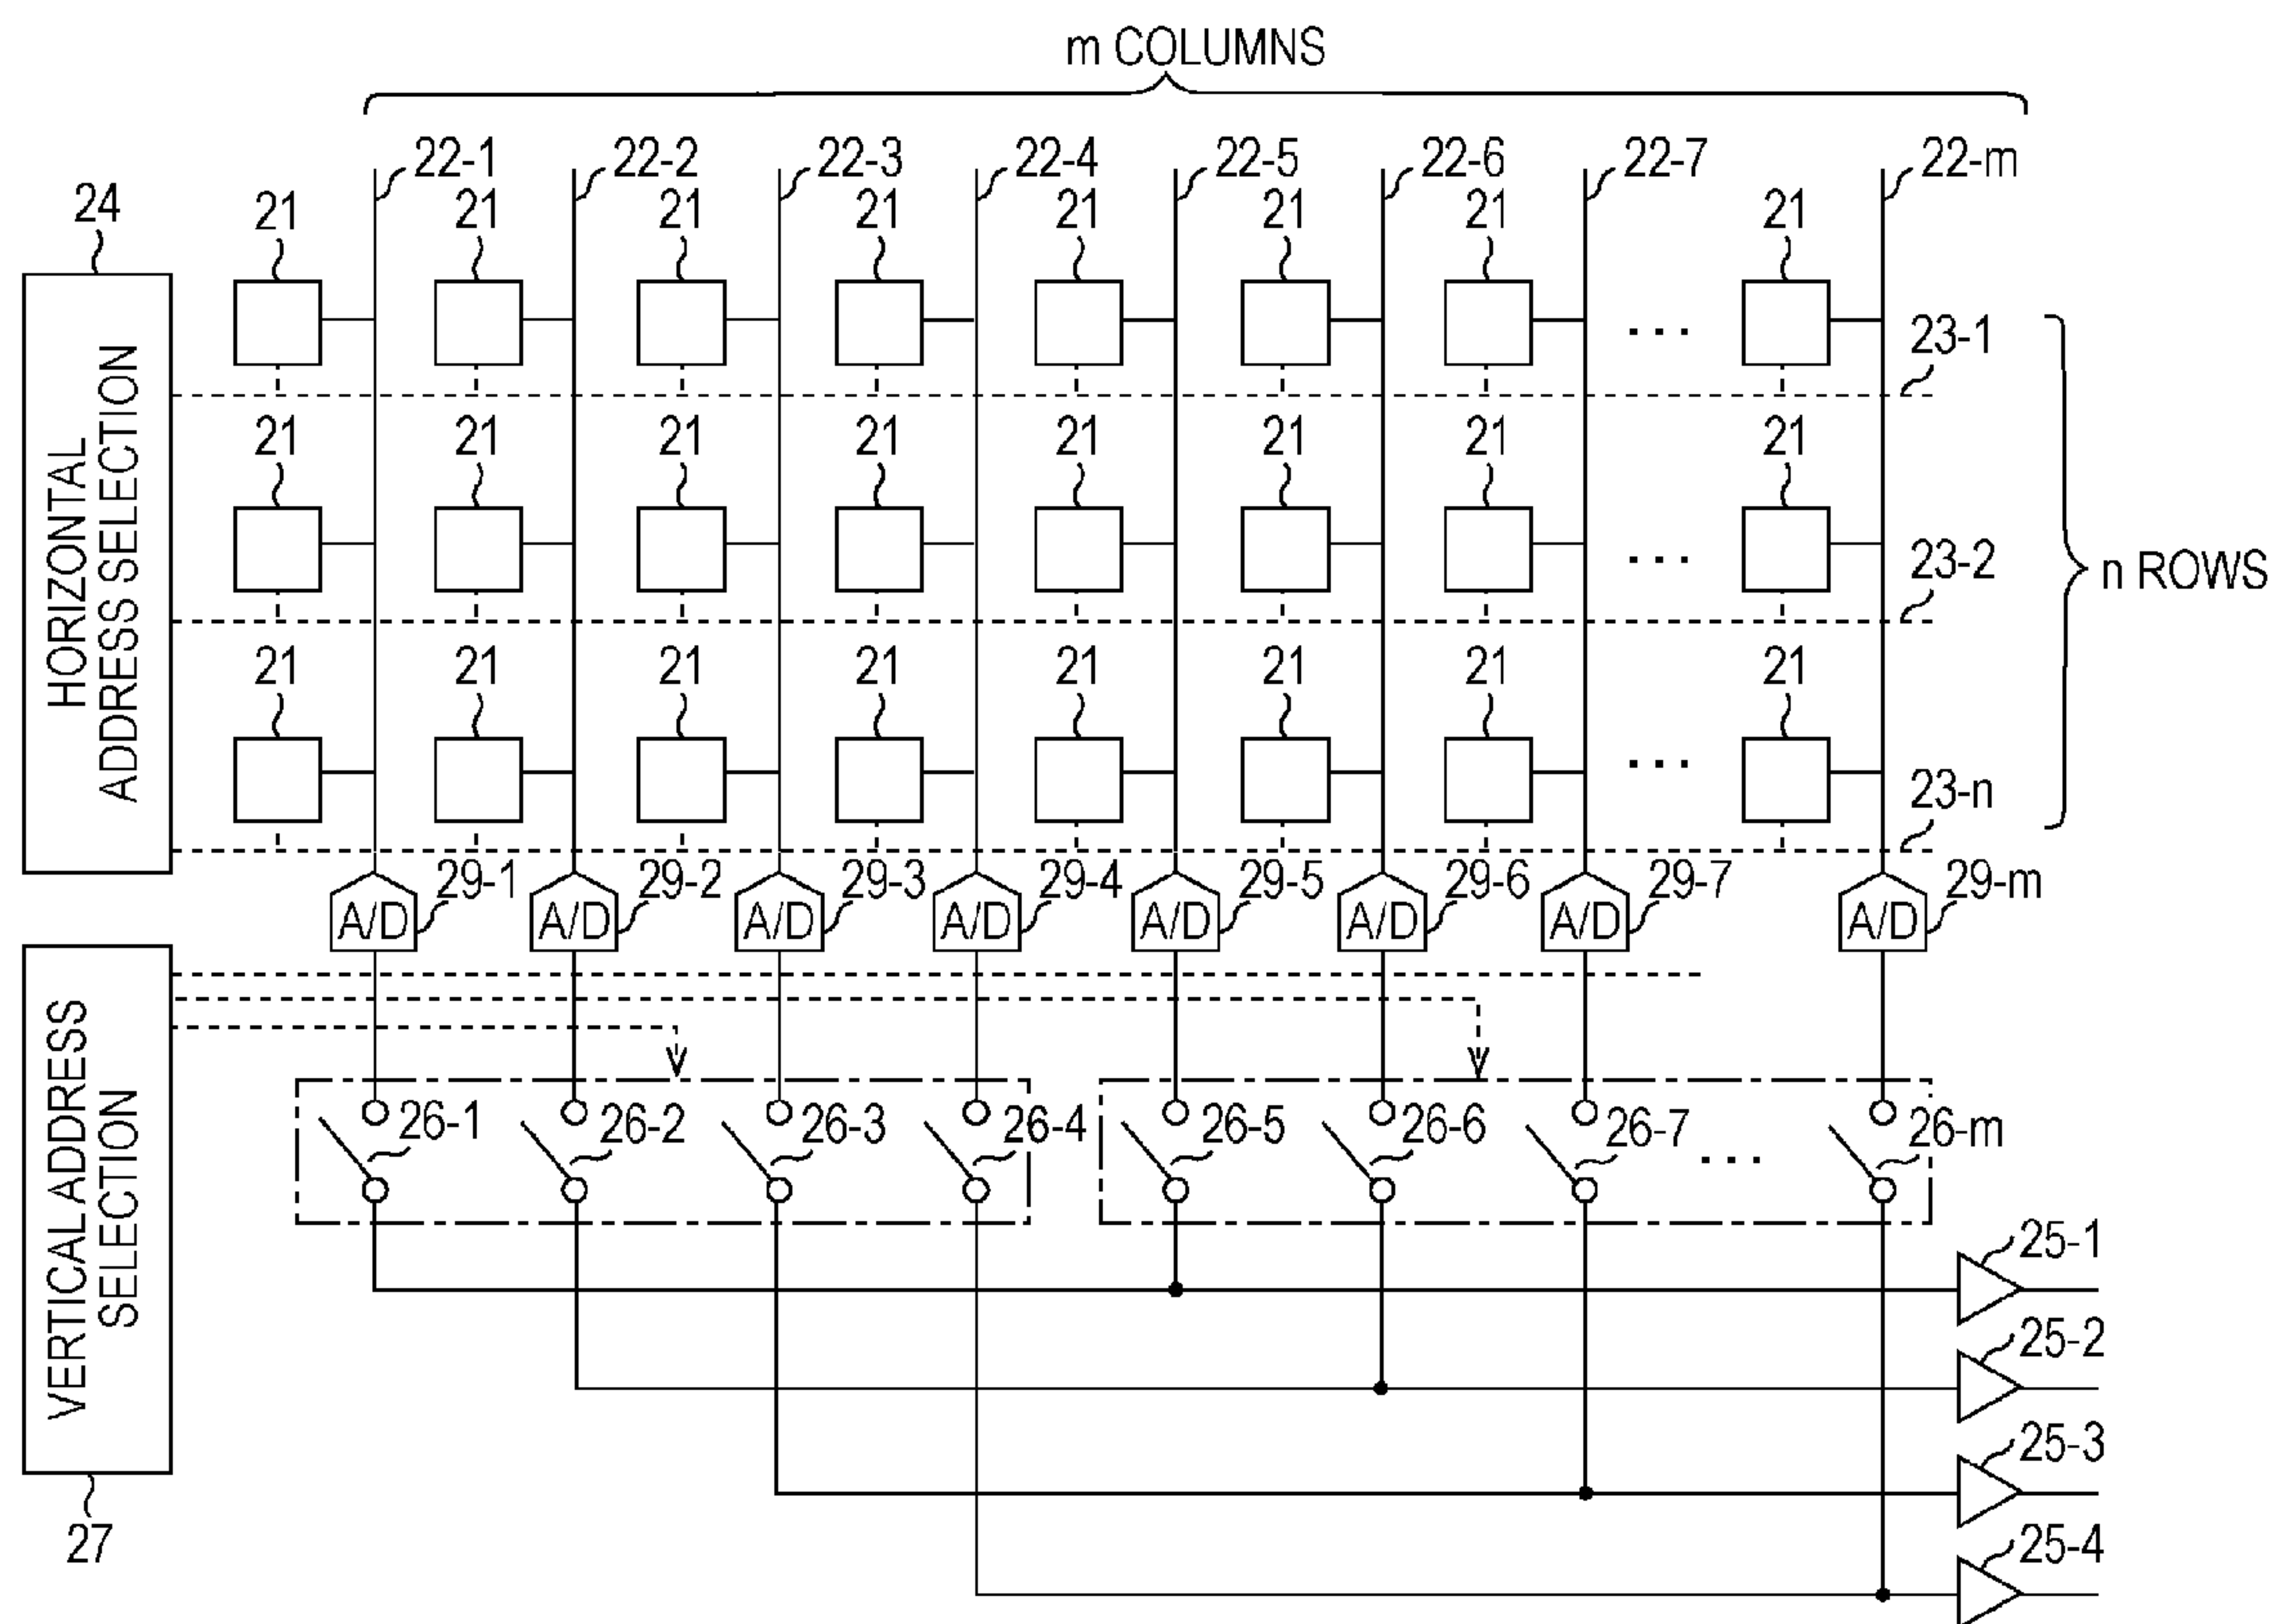 m COLUMNS
22-1 22-2 22-3 22-4 22-5 22-6 22-7 22-m
24
21 21 21 21 21 21 21 21
23-1
HORIZONTAL
ADDRESS SELECTION
...
21 21 21 21 21 21 21 21
23-2
...
n ROWS
21 21 21 21 21 21 21 21
23-n
...
29-1 29-2 29-3 29-4 29-5 29-6 29-7 29-m
A/D A/D A/D A/D A/D A/D A/D A/D
VERTICAL ADDRESS
SELECTION
26-1 26-2 26-3 26-4 26-5 26-6 26-7 ... 26-m
25-1
25-2
25-3
27
25-4